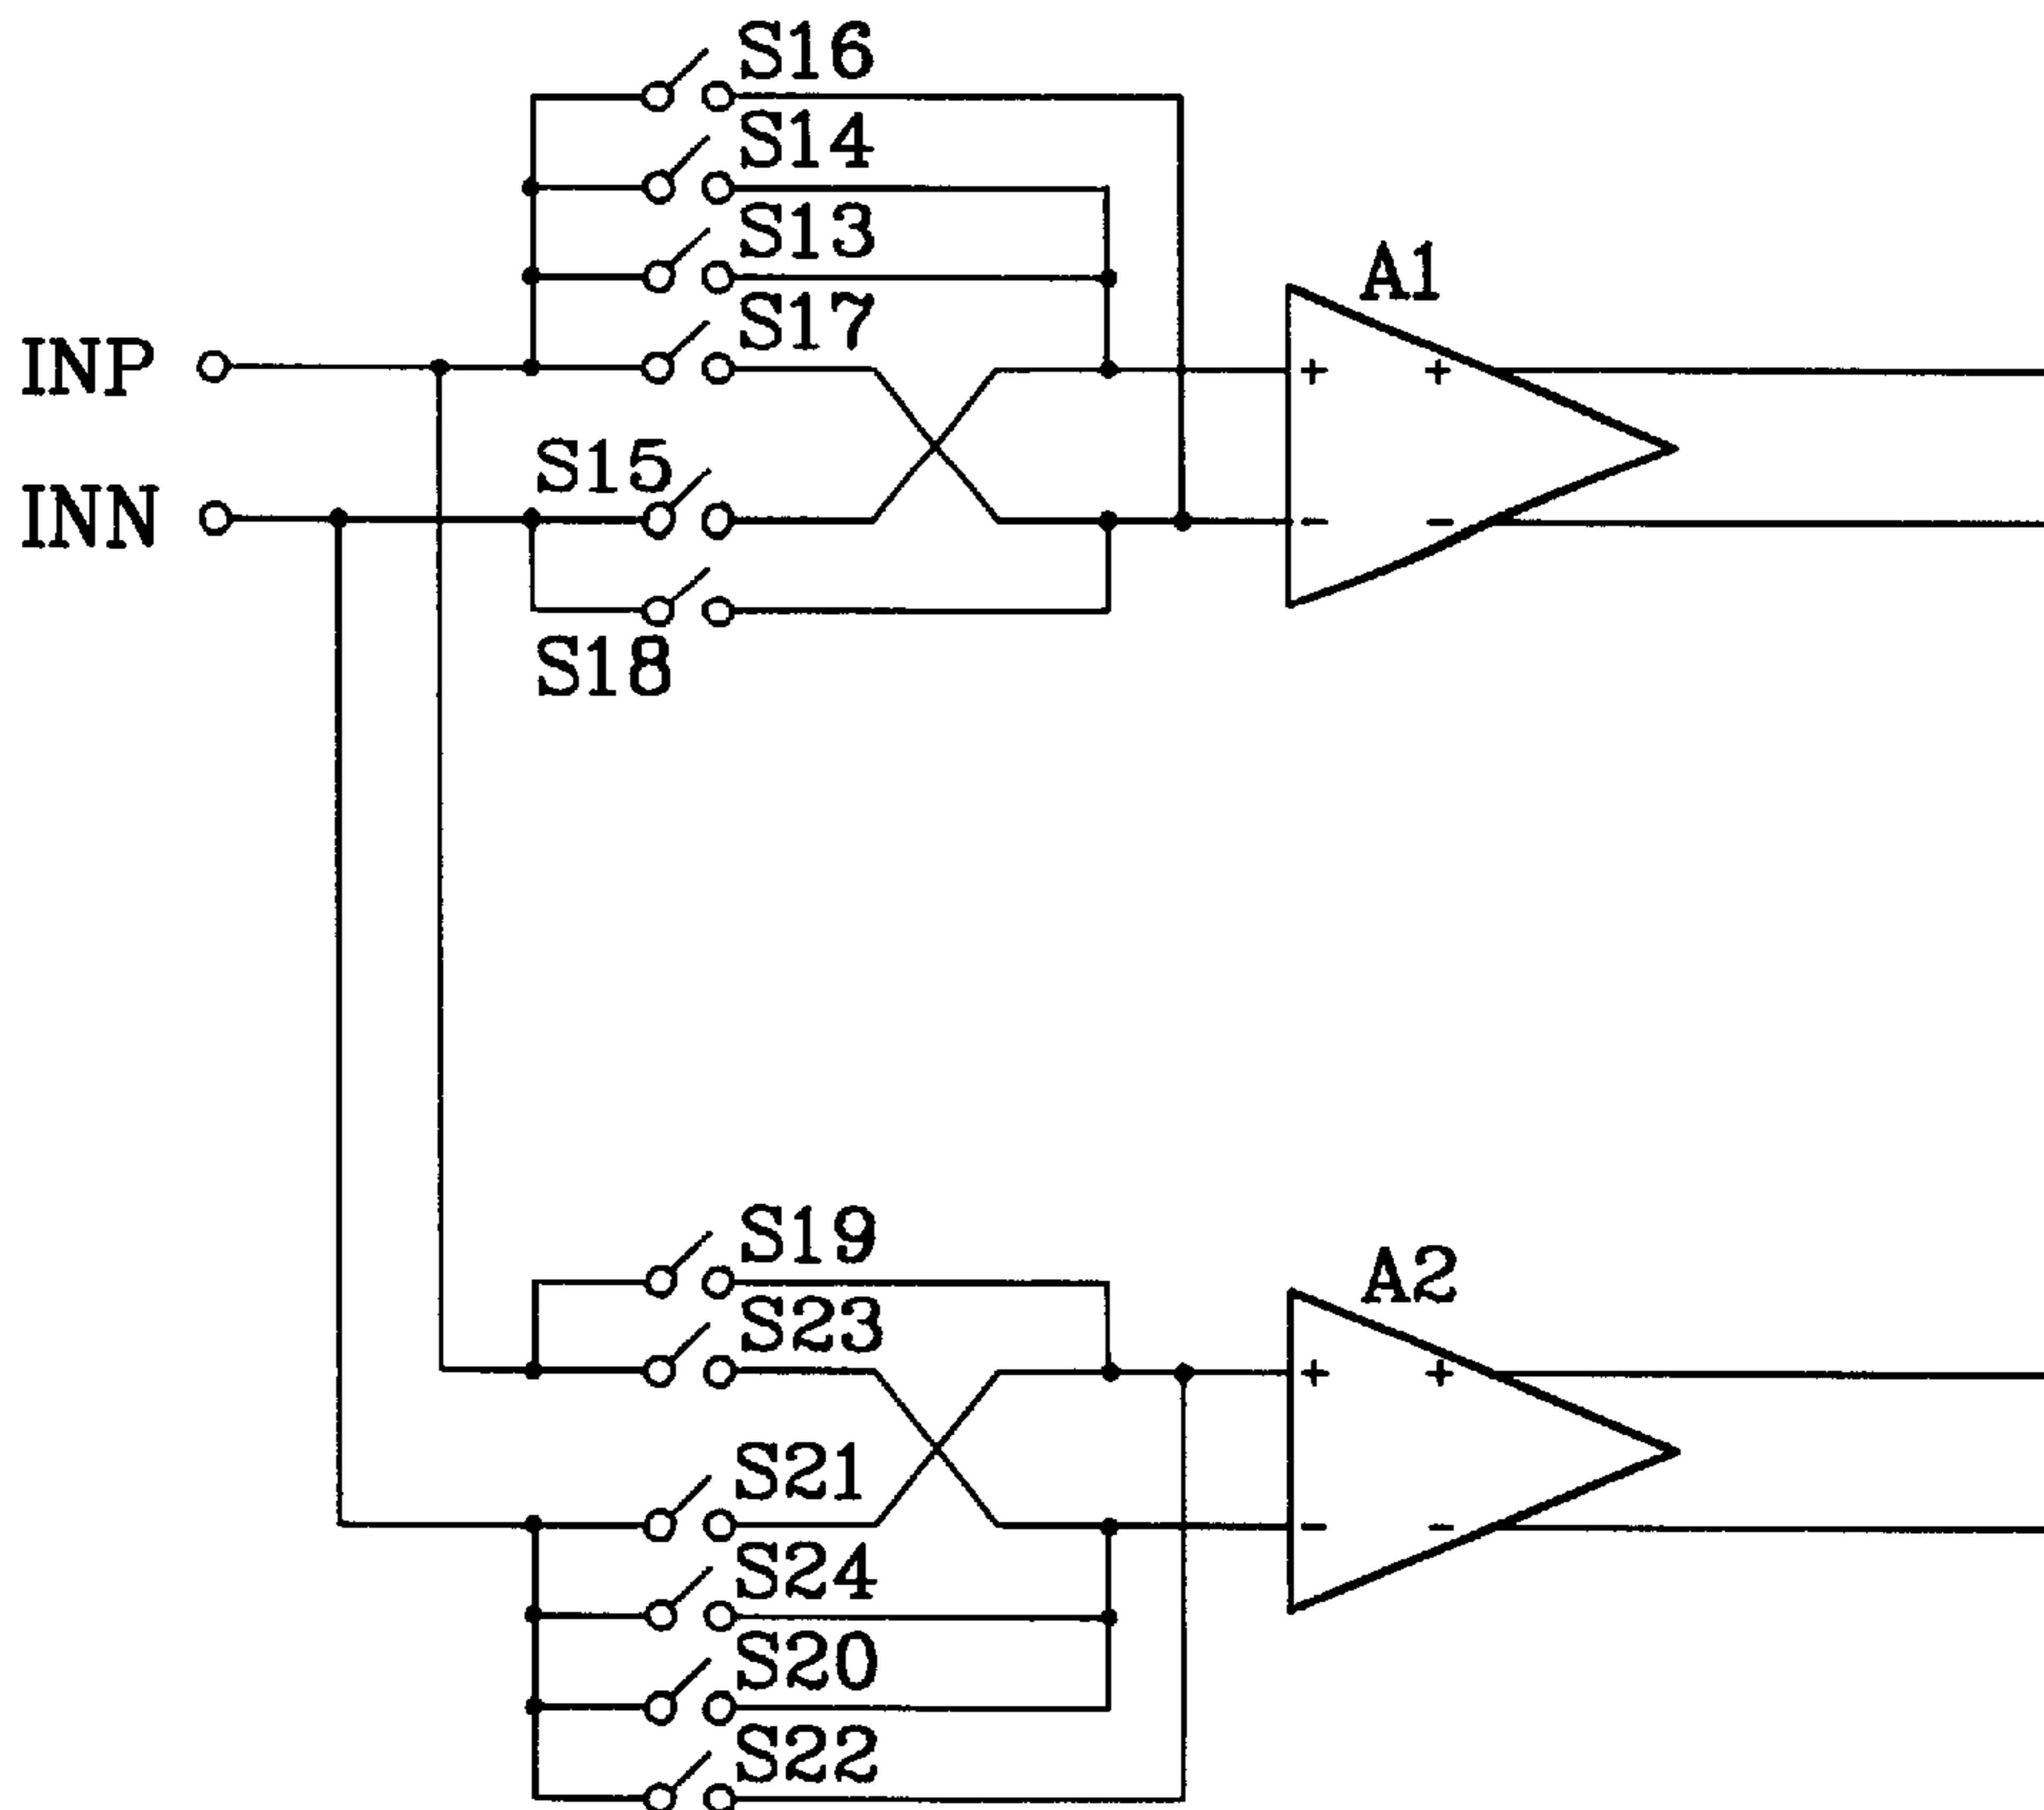 S16
S14
S13
S17
A1
INP
+ +
S15
INN
- -
S18
S19
A2
S23
+ +
S21
- -
S24
S20
S22